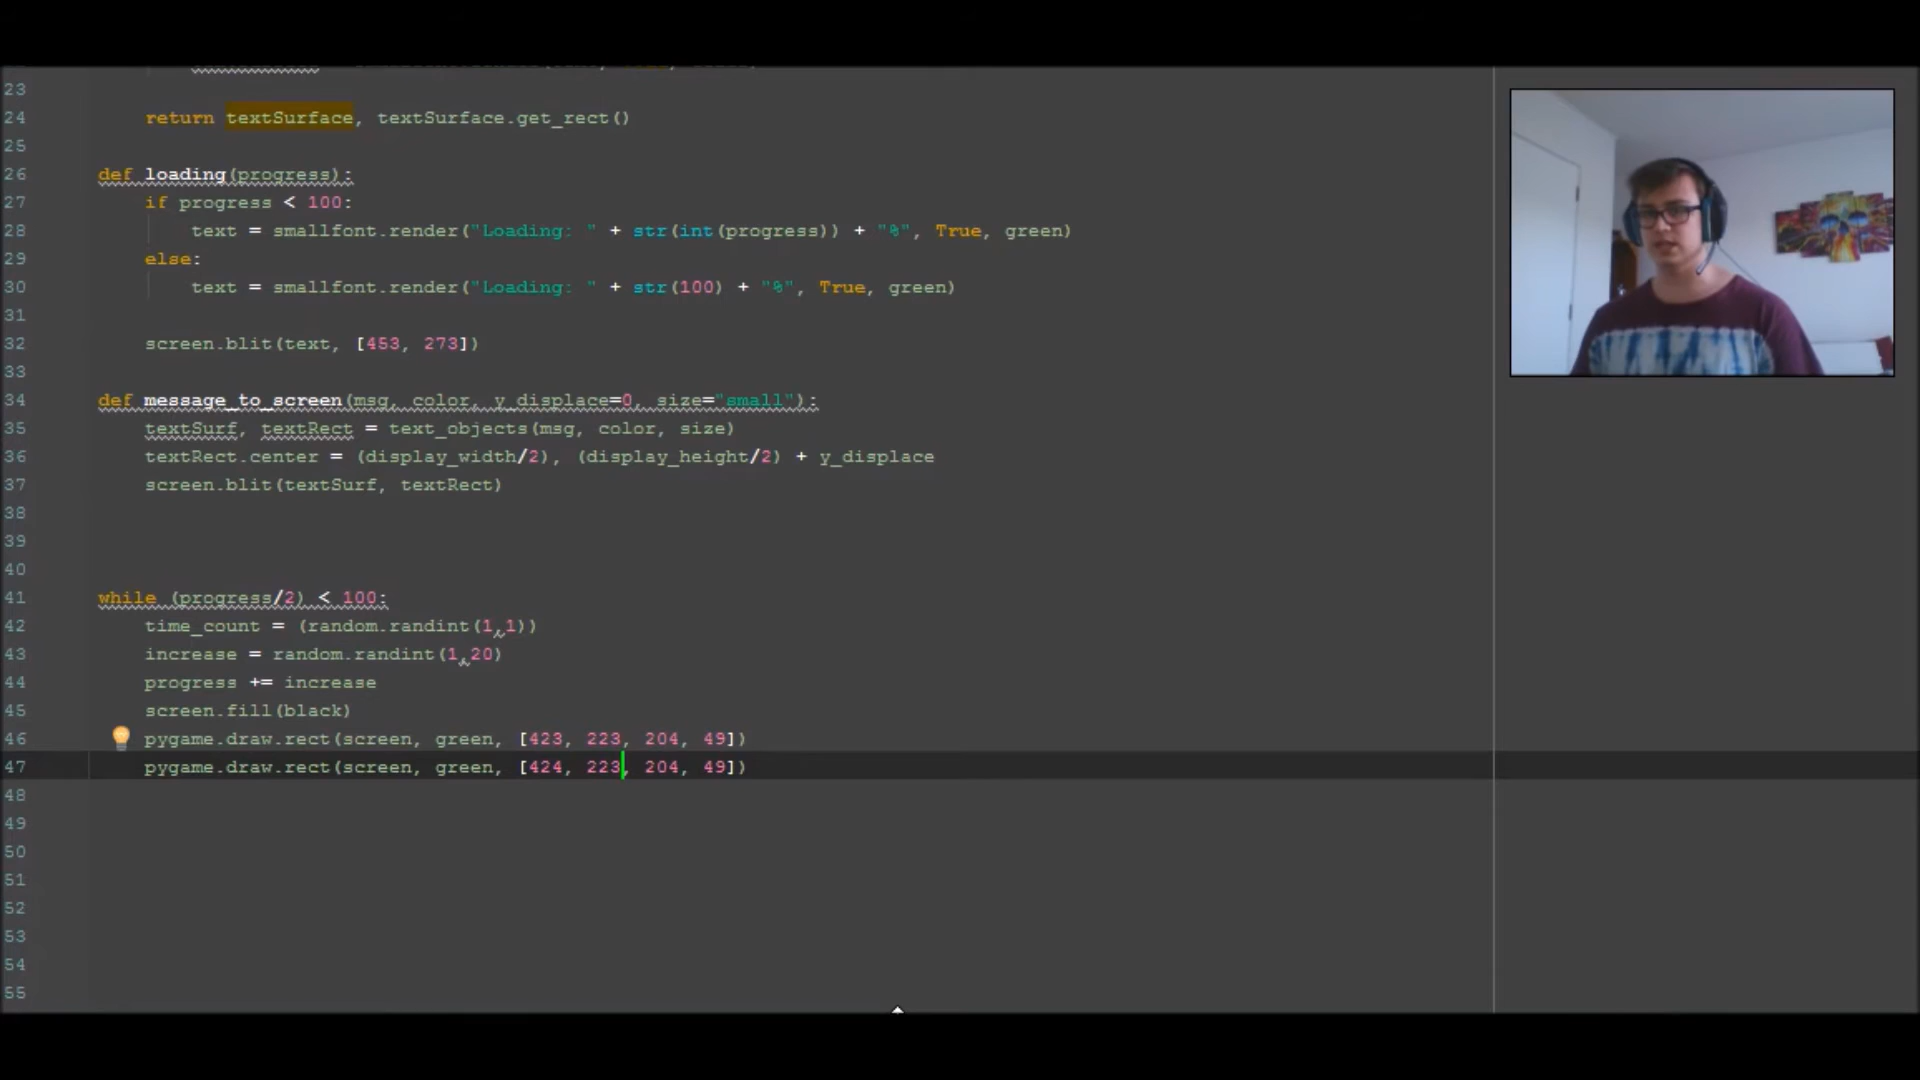 23
24 return textSurface, textSurface.get_rect()
25
26 def loading(progress):
27 if progress < 100:
28 text = smallfont.render("Loading: " + str(int(progress)) + "%", True, green)
29 else:
30 text = smallfont.render("Loading: " + str(100) + "%", True, green)
31
32 screen.blit(text, [453, 273])
33
34 def message_to_screen(msg, color, y_displace=0, size="small"):
35 textSurf, textRect = text_objects(msg, color, size)
36 textRect.center = (display_width/2), (display_height/2) + y_displace
37 screen.blit(textSurf, textRect)
38
39
40
41 while (progress/2) < 100:
42 time_count = (random.randint(1,1))
43 increase = random.randint(1,20)
44 progress += increase
45 screen.fill(black)
46 pygame.draw.rect(screen, green, [423, 223, 204, 49])
47 pygame.draw.rect(screen, green, [424, 223, 204, 49])
48
49
50
51
52
53
54
55